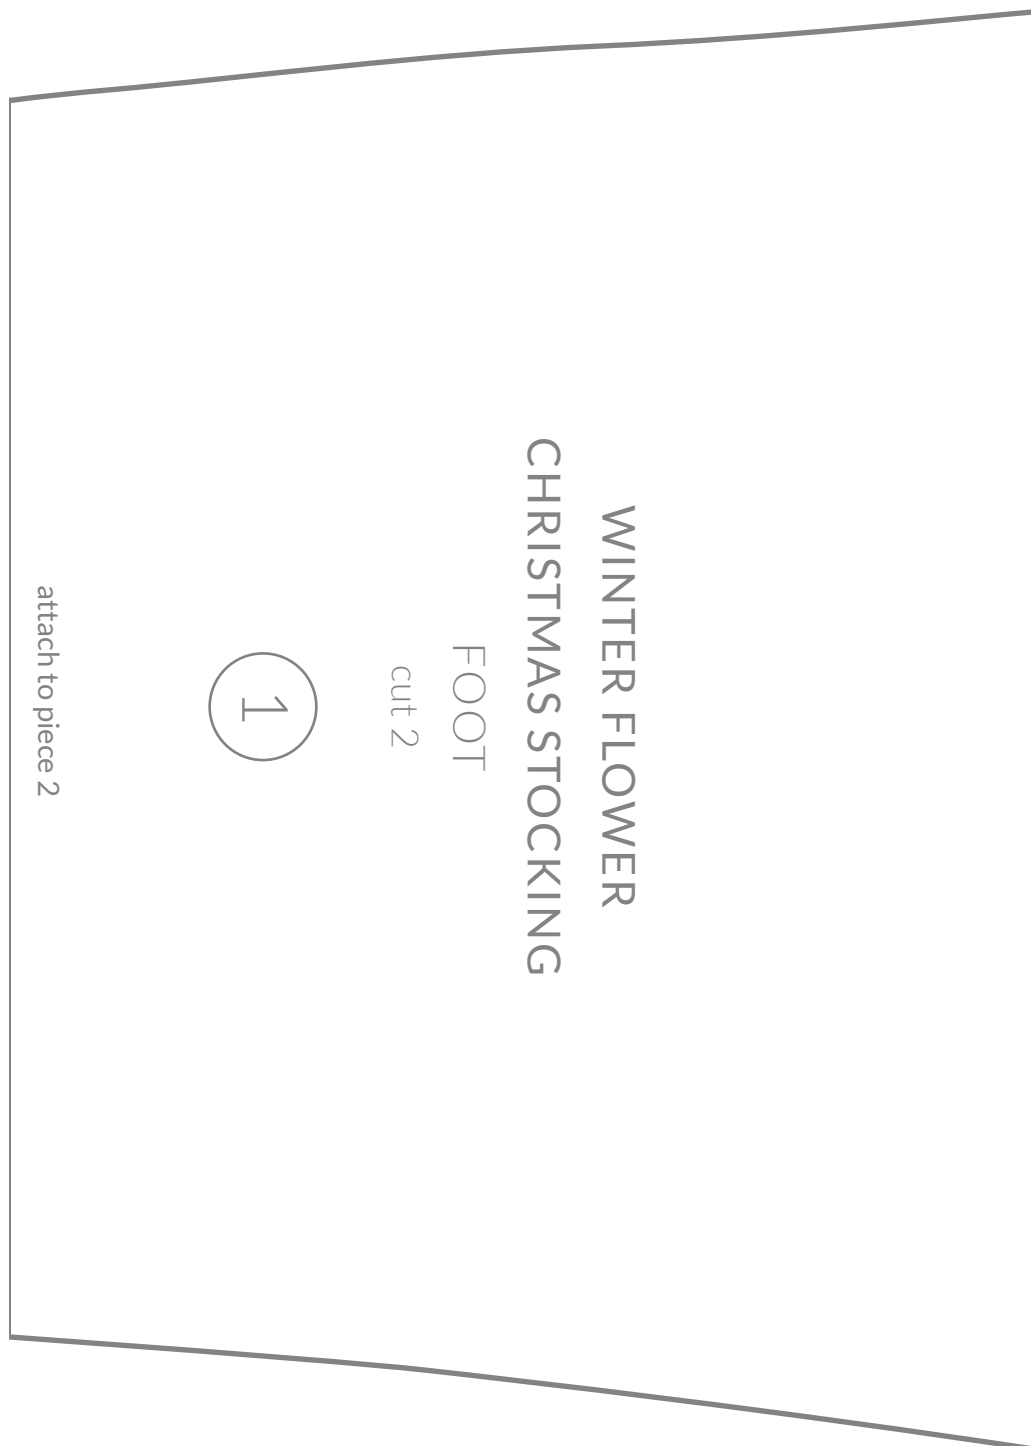 WINTER FLOWER
CHRISTMAS STOCKING
FOOT
cut 2
1
attach to piece 2